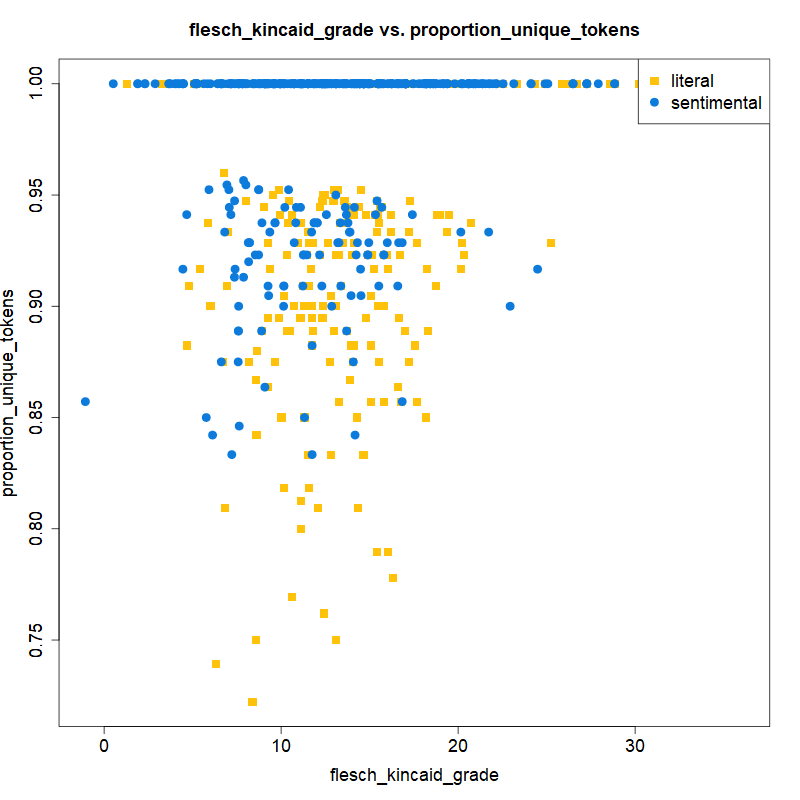 flesch_kincaid_grade vs. proportion_unique_tokens
literal
sentimental
proportion_unique_tokens
1.00
0.95
0.90
0.85
0.80
0.75
0
10
20
30
flesch_kincaid_grade